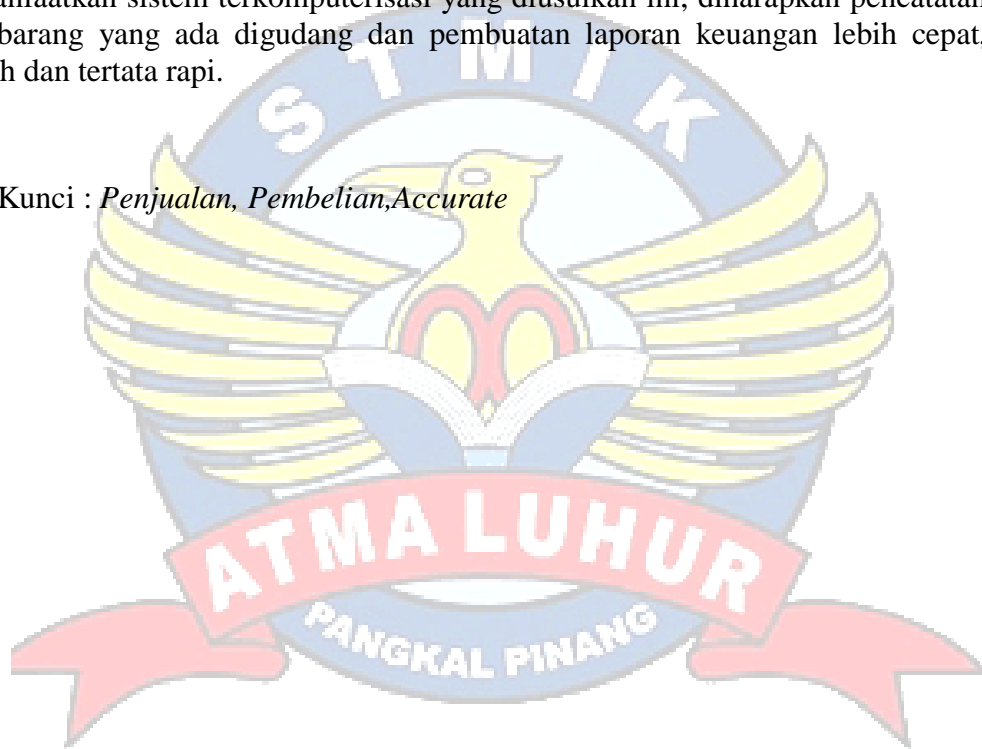 sistem terkomputerisasi yang diusulkan ini, diharapkan pencatatan
barang yang ada digudang dan pembuatan laporan keuangan lebih cepat,
dan tertata rapi.
STMIK
Kunci : Penjualan, Pembelian,Accurate
ATMA LUHUR
PANGKAL PINANG